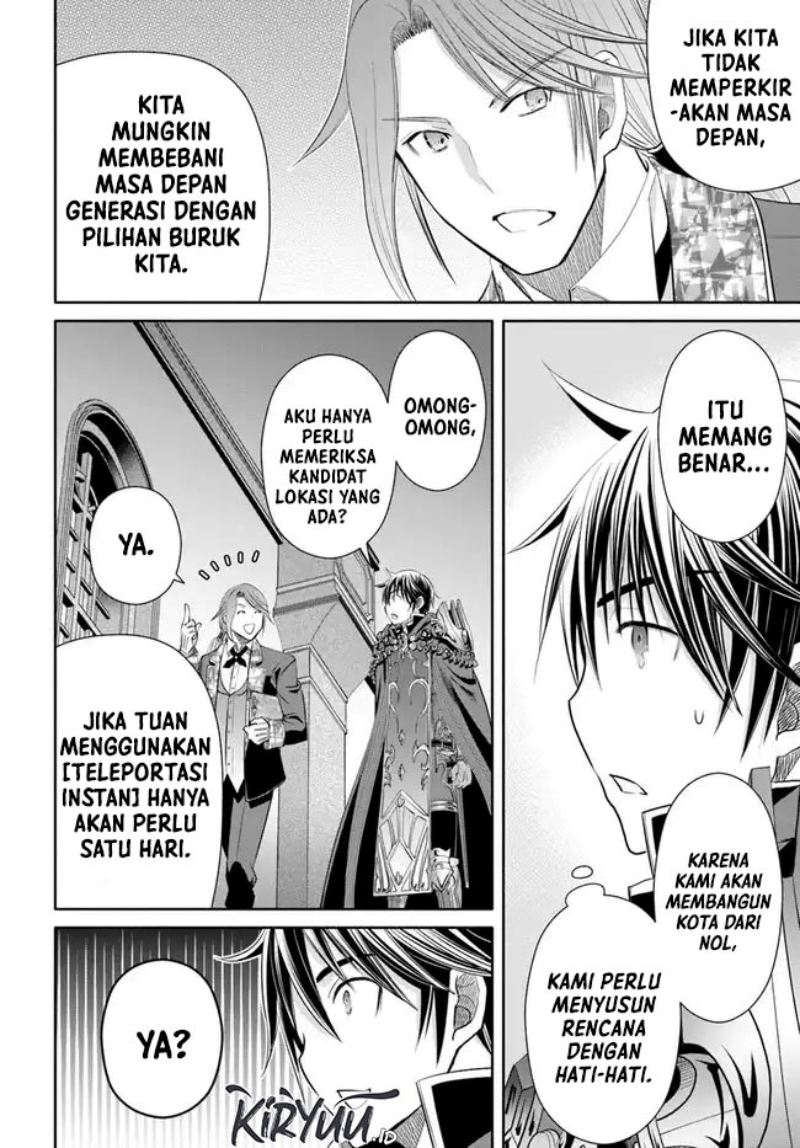 JIKA KITA
TIDAK
MEMPERKIR
-AKAN MASA
DEPAN,
KITA
MUNGKIN
MEMBEBANI
MASA DEPAN
GENERASI DENGAN
PILIHAN BURUK
KITA.
ITU
MEMANG
BENAR...
KARENA
KAMI AKAN
MEMBANGUN
KOTA DARI
NOL,
KAMI PERLU
MENYUSUN
RENCANA
DENGAN
HATI-HATI.
OMONG-
OMONG,
AKU HANYA
PERLU
MEMERIKSA
KANDIDAT
LOKASI YANG
ADA?
YA.
JIKA TUAN
MENGGUNAKAN
[TELEPORTASI
INSTAN] HANYA
AKAN PERLU
SATU HARI.
YA?
KIRYUU
.ID